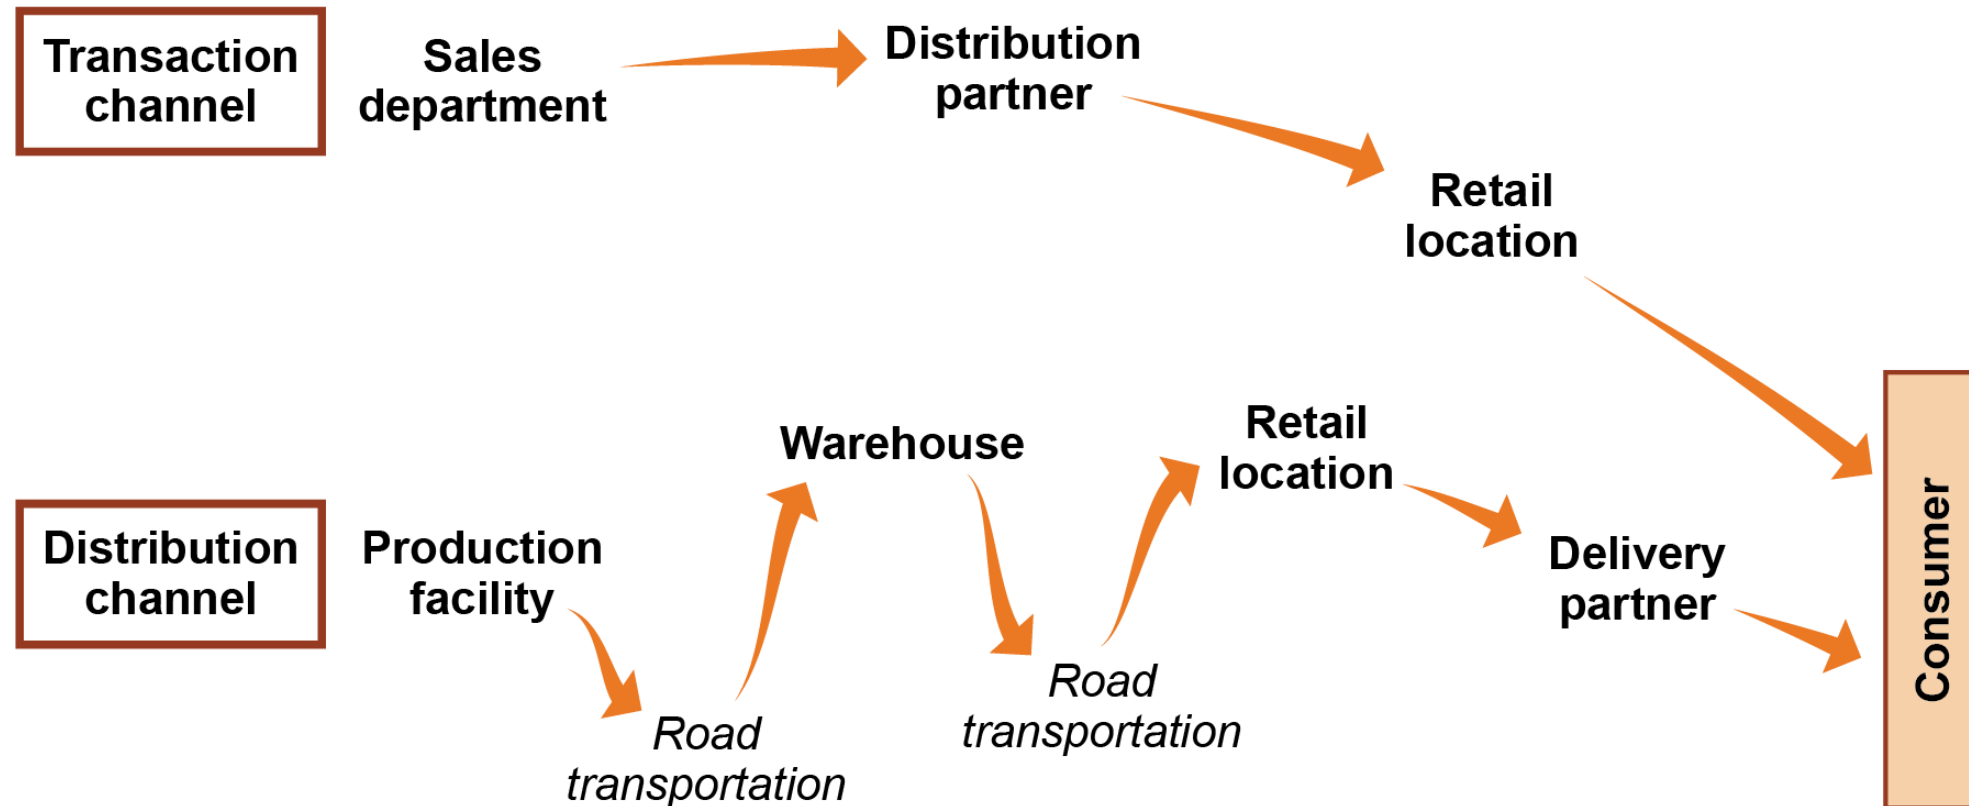 Transaction
channel
Sales
department
Distribution
partner
Retail
location
Distribution
channel
Production
facility
Road
transportation
Warehouse
Road
transportation
Retail
location
Delivery
partner
Consumer